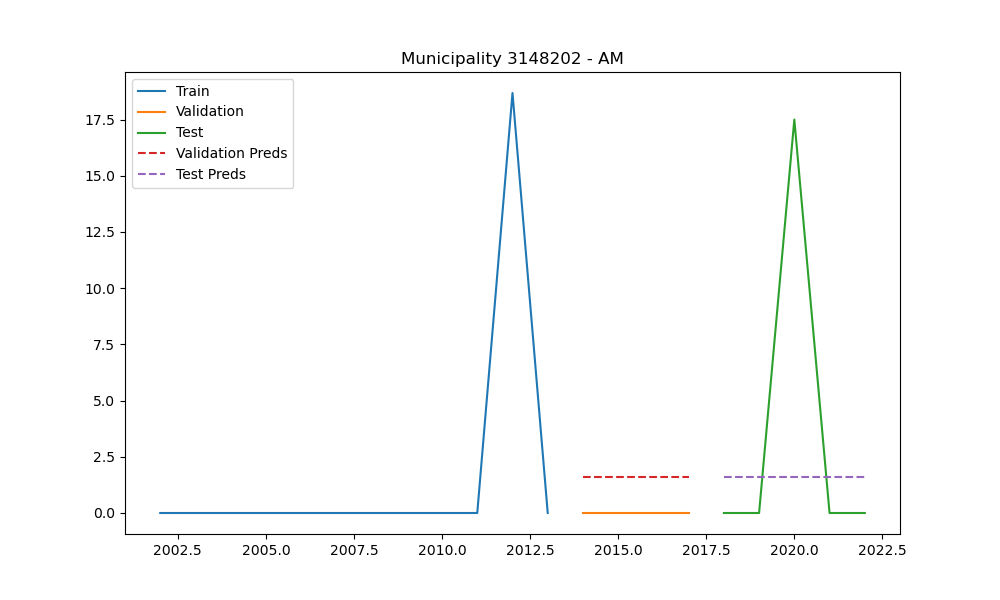 Municipality 3148202 - AM
Train
Validation
Test
Validation Preds
Test Preds
17.5
15.0
12.5
10.0
7.5
5.0
2.5
0.0
2002.5 2005.0 2007.5 2010.0 2012.5 2015.0 2017.5 2020.0 2022.5